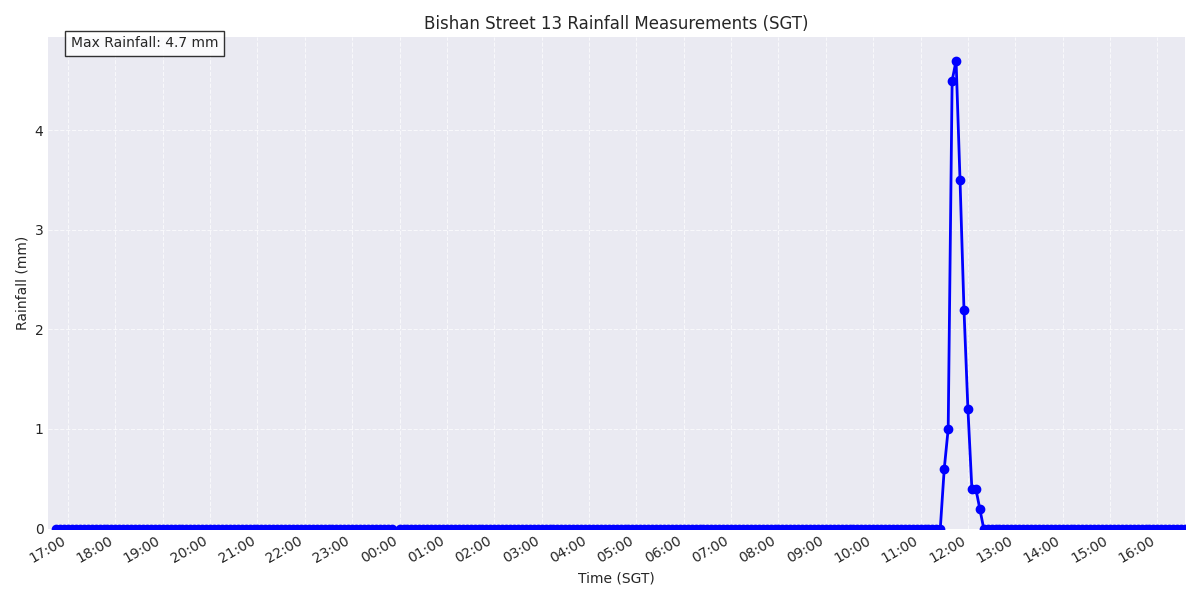 Bishan Street 13 Rainfall Measurements (SGT)
Max Rainfall: 4.7 mm
4
3
2
1
0
Rainfall (mm)
17:00 18:00 19:00 20:00 21:00 22:00 23:00 00:00 01:00 02:00 03:00 04:00 05:00 06:00 07:00 08:00 09:00 10:00 11:00 12:00 13:00 14:00 15:00 16:00
Time (SGT)